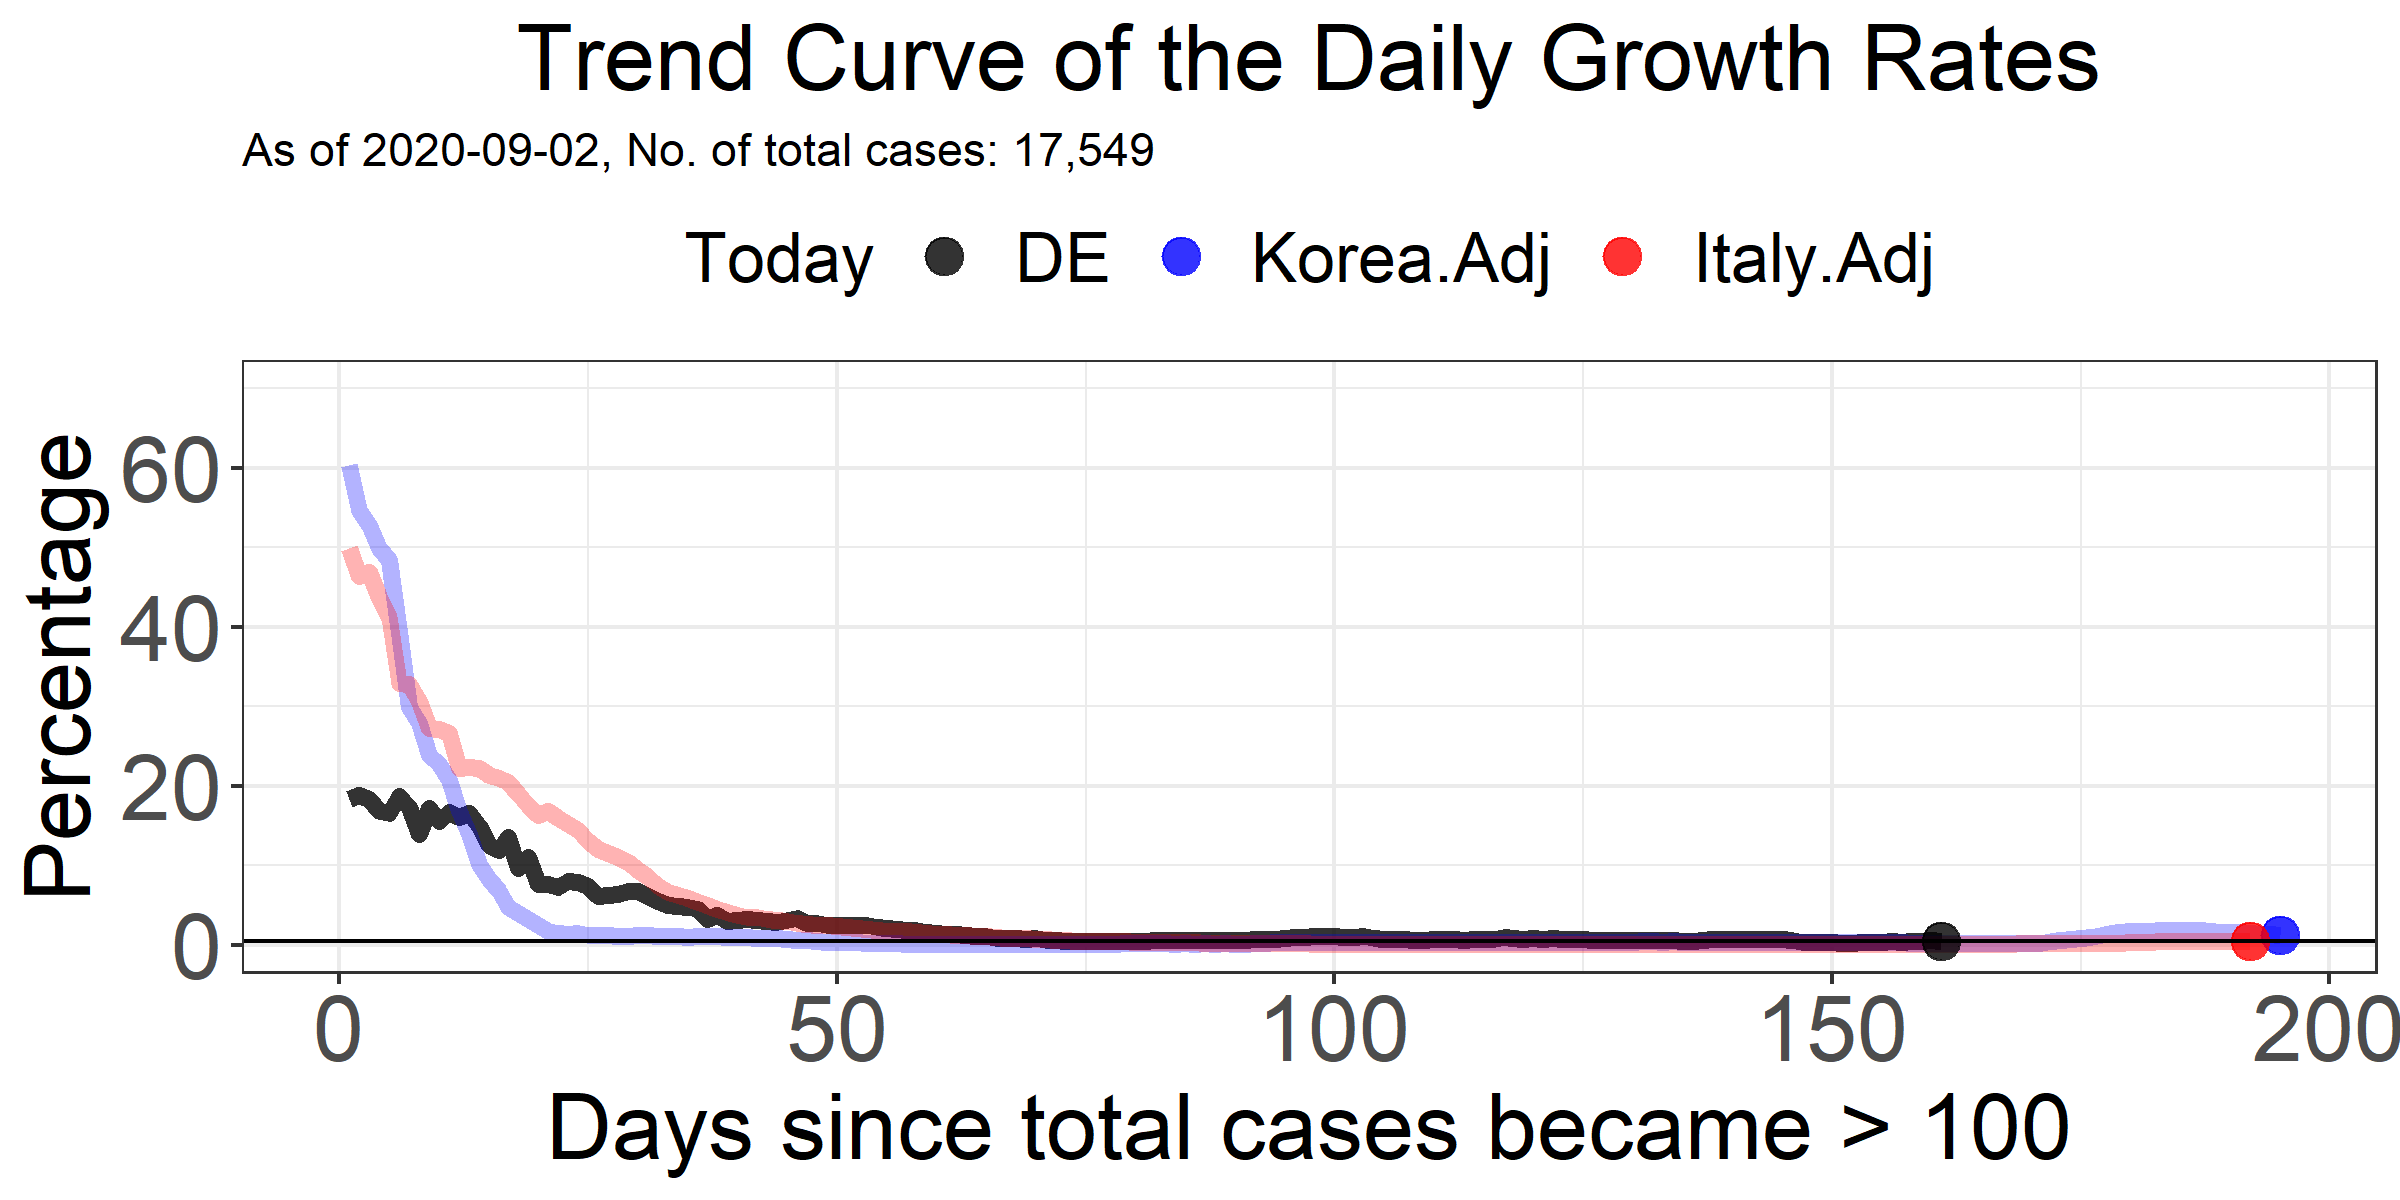 Trend Curve of the Daily Growth Rates
As of 2020-09-02, No. of total cases: 17,549
Today DE Korea.Adj Italy.Adj
Percentage
60
40
20
0
0 50 100 150 200
Days since total cases became > 100